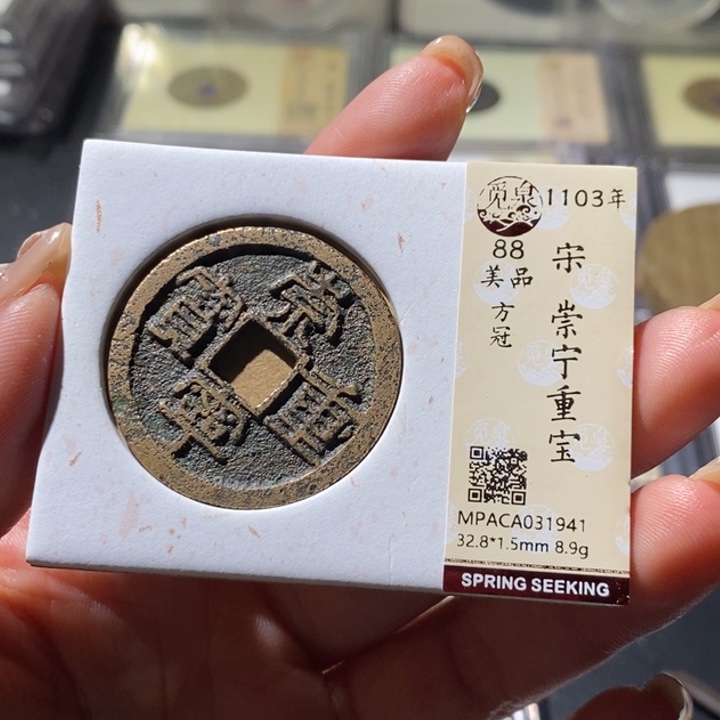 崇
寧
重
寶
覓泉
1103年
88
美品
方冠
宋 崇宁重宝
MPACA031941
32.8*1.5mm 8.9g
SPRING SEEKING